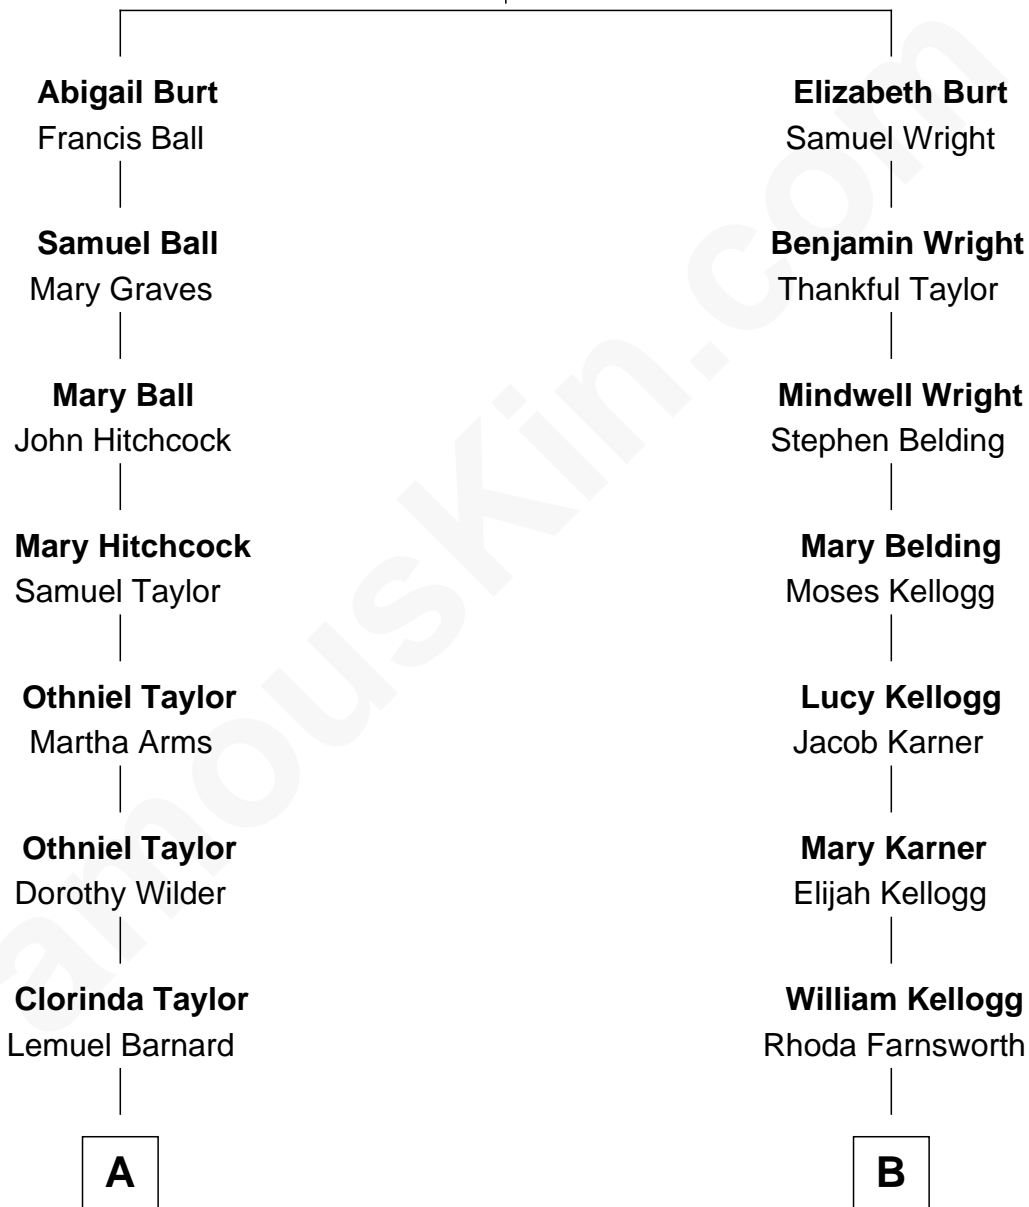 Abigail Burt
Francis Ball
Elizabeth Burt
Samuel Wright
Samuel Ball
Mary Graves
Benjamin Wright
Thankful Taylor
Mary Ball
John Hitchcock
Mindwell Wright
Stephen Belding
Mary Hitchcock
Samuel Taylor
Mary Belding
Moses Kellogg
Othniel Taylor
Martha Arms
Lucy Kellogg
Jacob Karner
Othniel Taylor
Dorothy Wilder
Mary Karner
Elijah Kellogg
Clorinda Taylor
Lemuel Barnard
William Kellogg
Rhoda Farnsworth
A
B
amouskin.com